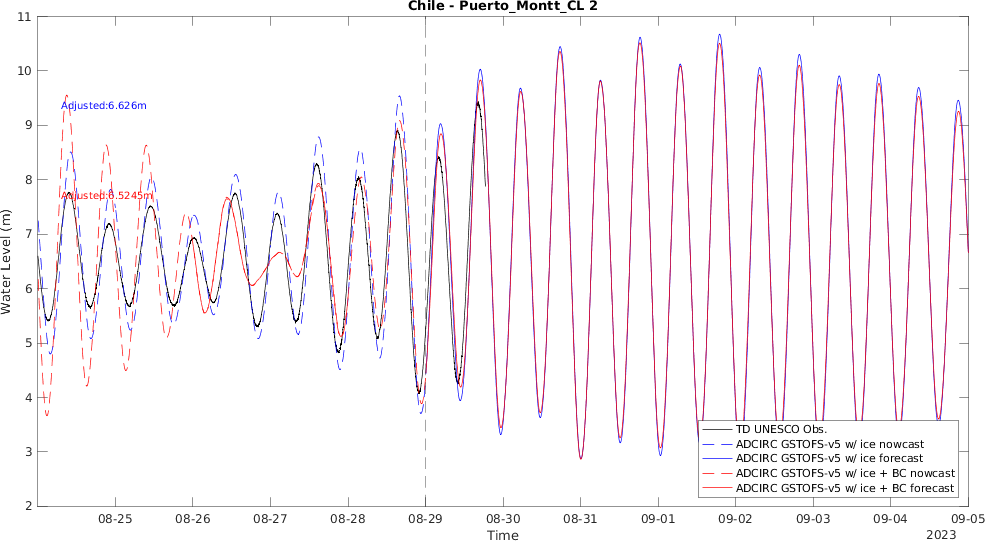 Chile - Puerto_Montt_CL 2
11
10
9
8
7
6
5
4
3
2
Water Level (m)
Adjusted:6.626m
Adjusted:6.5245m
TD UNESCO Obs.
ADCIRC GSTOFS-v5 w/ ice nowcast
ADCIRC GSTOFS-v5 w/ ice forecast
ADCIRC GSTOFS-v5 w/ ice + BC nowcast
ADCIRC GSTOFS-v5 w/ ice + BC forecast
08-25 08-26 08-27 08-28 08-29 08-30 08-31 09-01 09-02 09-03 09-04 09-05
Time
2023